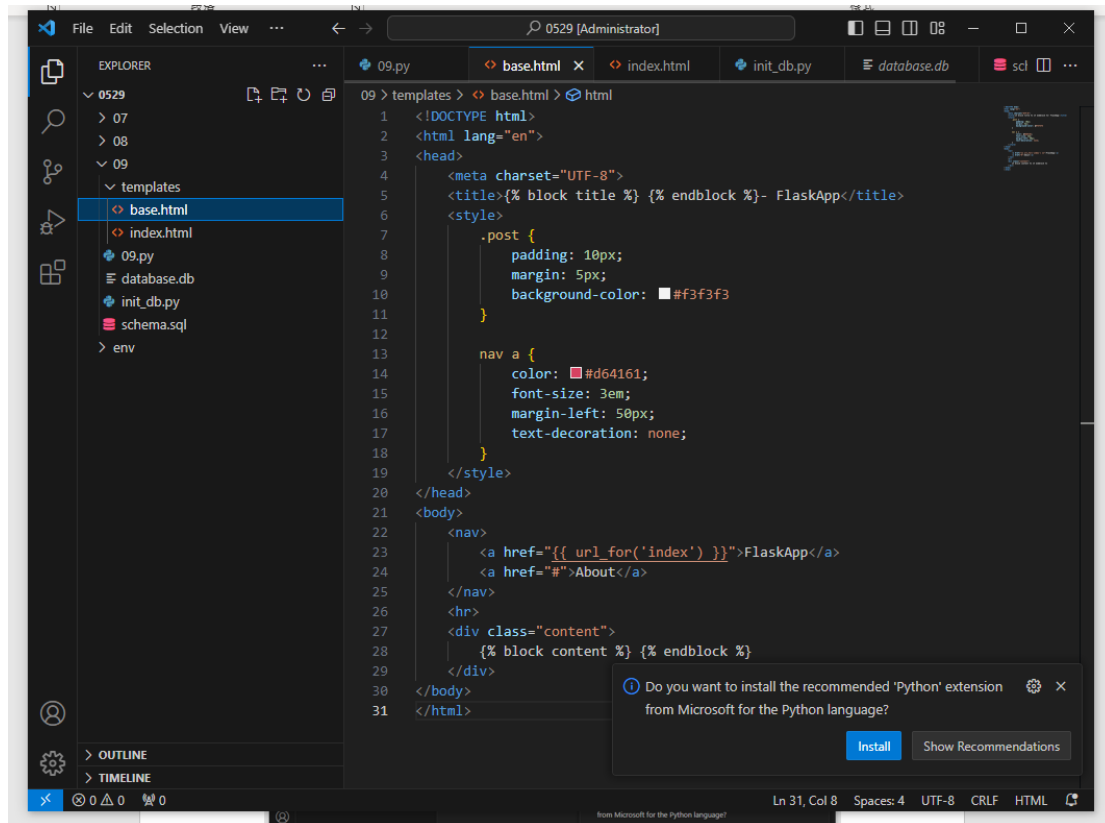 File Edit Selection View ··· 0529 [Administrator]
EXPLORER ···
0529
07
08
09
templates
base.html
index.html
09.py
database.db
init_db.py
schema.sql
env
OUTLINE
TIMELINE
09.py base.html index.html init_db.py database.db scl ···
09 > templates > base.html > html
1 <!DOCTYPE html>
2 <html lang="en">
3 <head>
4 <meta charset="UTF-8">
5 <title>{% block title %} {% endblock %}- FlaskApp</title>
6 <style>
7 .post {
8 padding: 10px;
9 margin: 5px;
10 background-color: #f3f3f3
11 }
12
13 nav a {
14 color: #d64161;
15 font-size: 3em;
16 margin-left: 50px;
17 text-decoration: none;
18 }
19 </style>
20 </head>
21 <body>
22 <nav>
23 <a href="{{ url_for('index') }}">FlaskApp</a>
24 <a href="#">About</a>
25 </nav>
26 <hr>
27 <div class="content">
28 {% block content %} {% endblock %}
29 </div>
30 </body>
31 </html>
Do you want to install the recommended 'Python' extension
from Microsoft for the Python language?
Install Show Recommendations
0 0 0 Ln 31, Col 8 Spaces: 4 UTF-8 CRLF HTML
from Microsoft for the Python language?